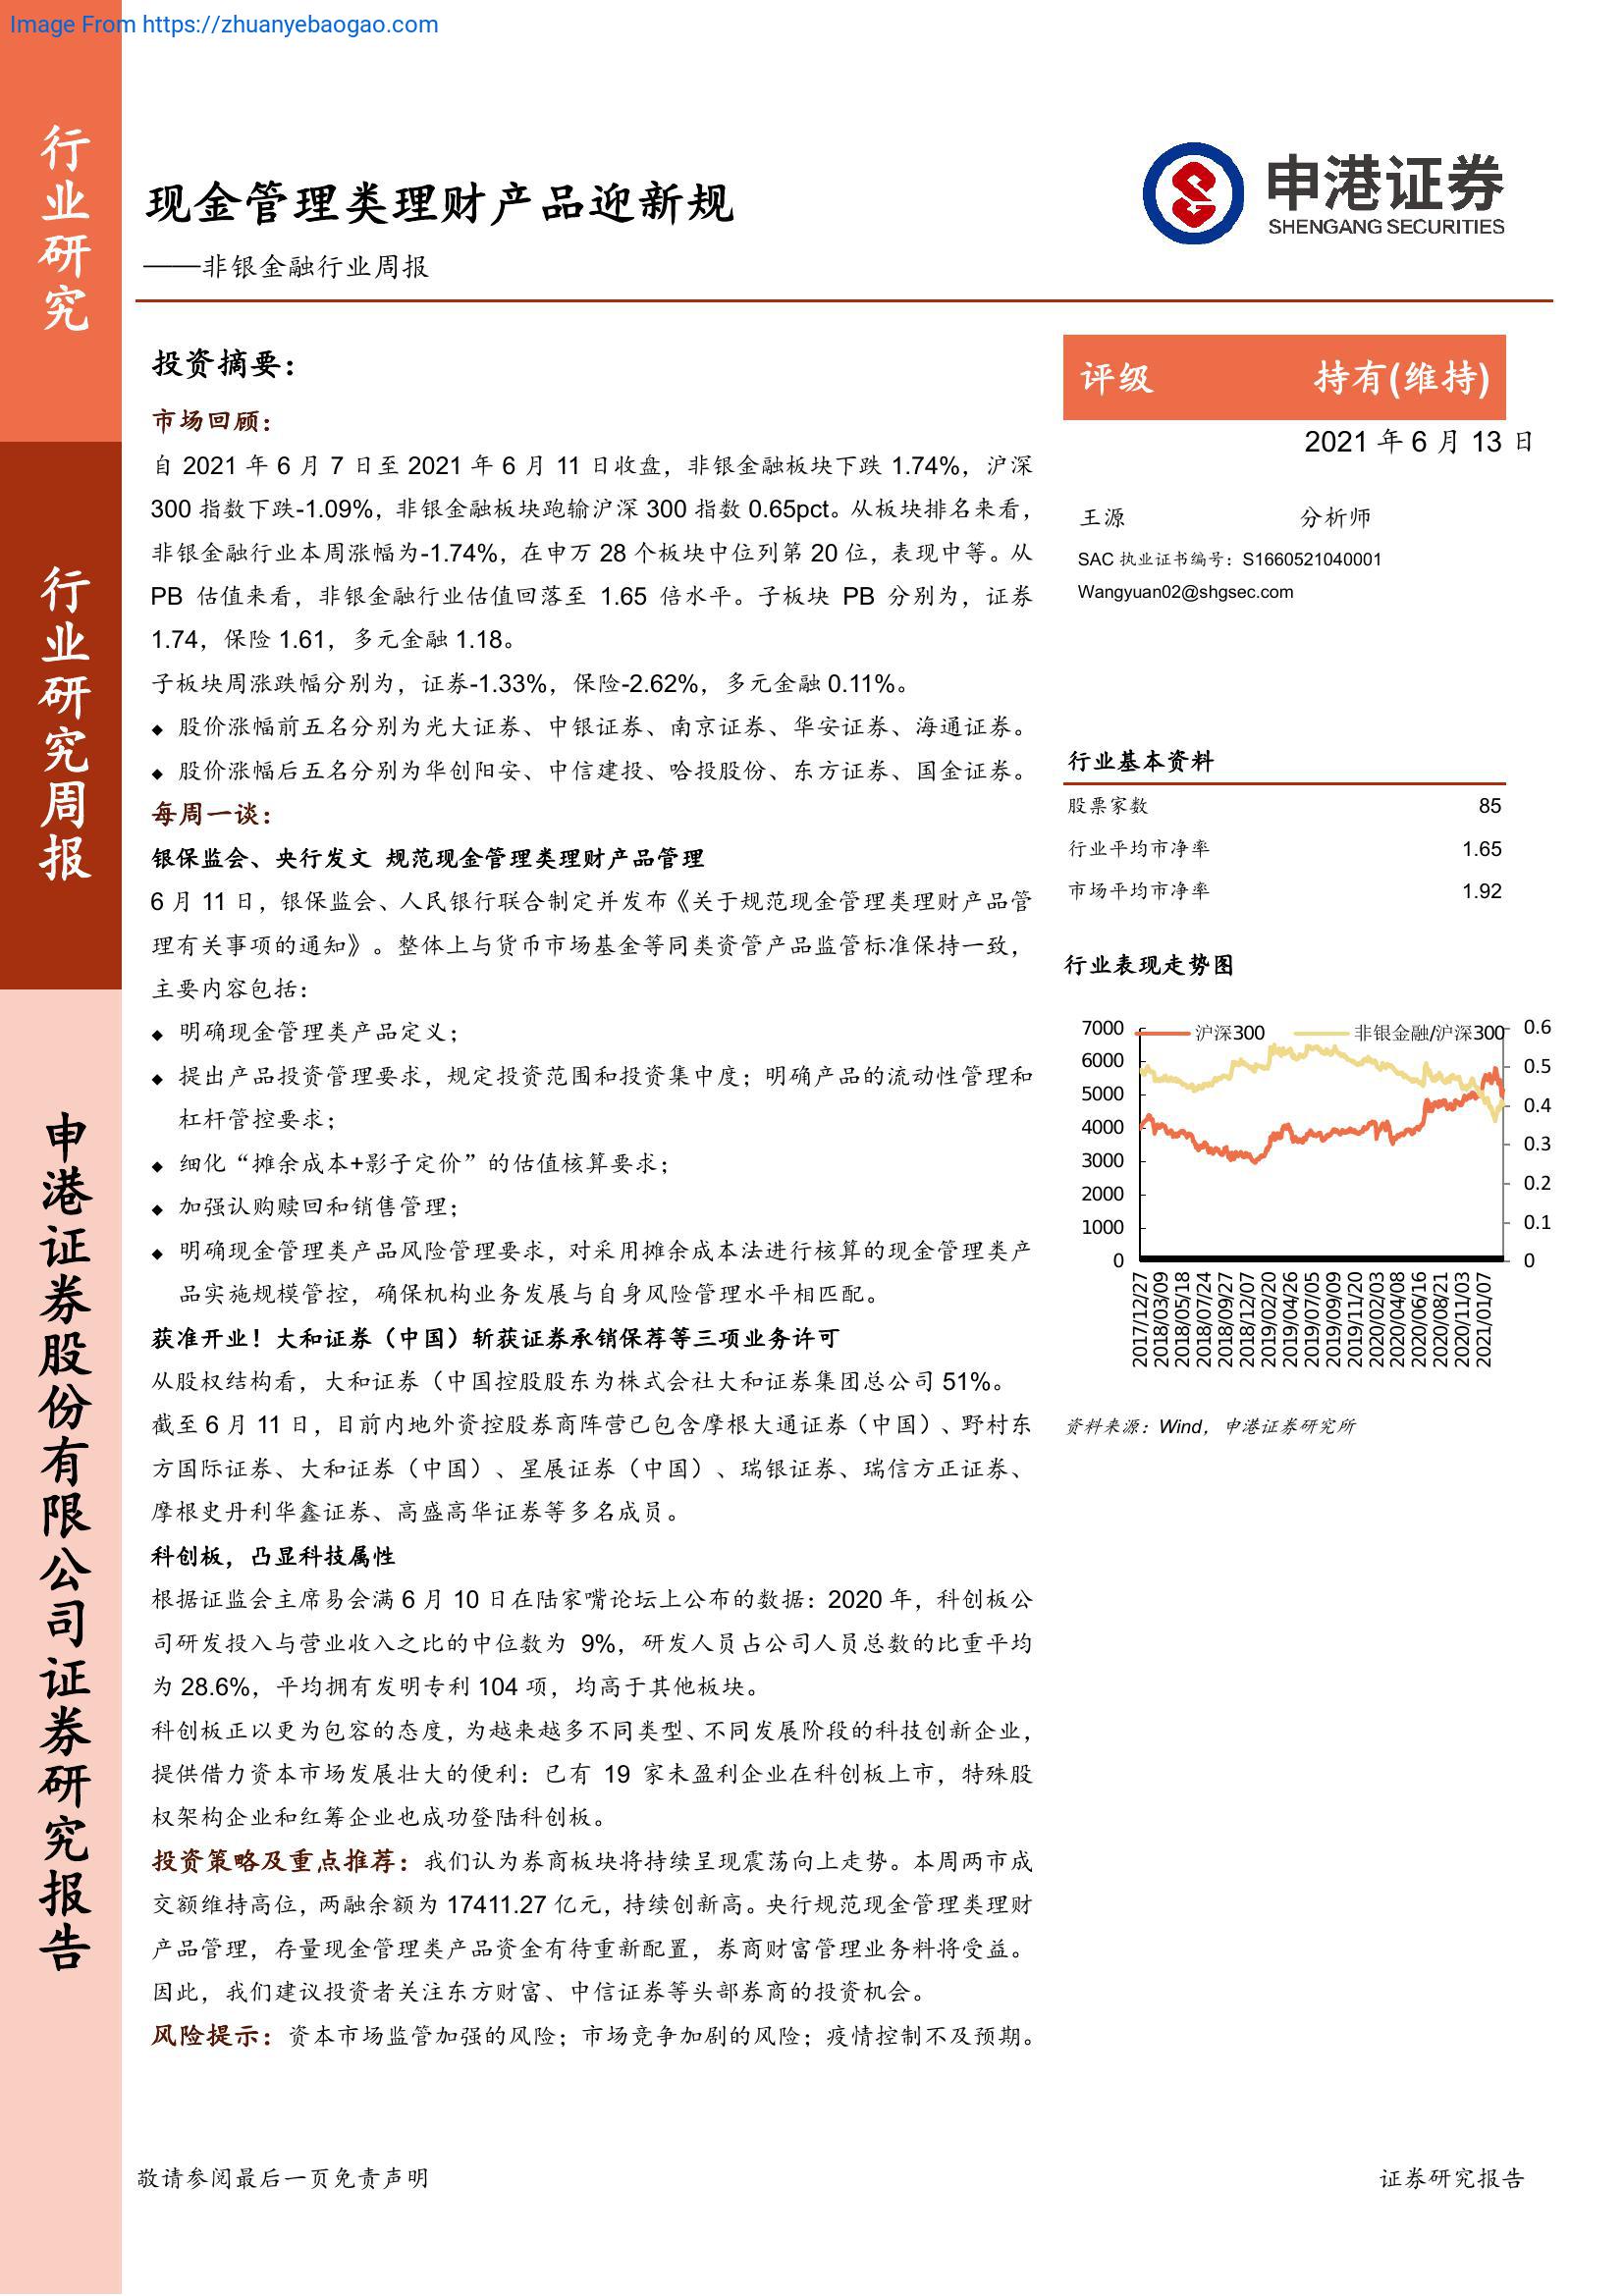 Image From https://zhuanyebaogao.com
行业研究
行业研究周报
申港证券股份有限公司证券研究报告
现金管理类理财产品迎新规
——非银金融行业周报
申港证券
SHENGANG SECURITIES
投资摘要：
市场回顾：
自 2021 年 6 月 7 日至 2021 年 6 月 11 日收盘，非银金融板块下跌 1.74%，沪深
300 指数下跌-1.09%，非银金融板块跑输沪深 300 指数 0.65pct。从板块排名来看，
非银金融行业本周涨幅为-1.74%，在申万 28 个板块中位列第 20 位，表现中等。从
PB 估值来看，非银金融行业估值回落至 1.65 倍水平。子板块 PB 分别为，证券
1.74，保险 1.61，多元金融 1.18。
子板块周涨跌幅分别为，证券-1.33%，保险-2.62%，多元金融 0.11%。
◆ 股价涨幅前五名分别为光大证券、中银证券、南京证券、华安证券、海通证券。
◆ 股价涨幅后五名分别为华创阳安、中信建投、哈投股份、东方证券、国金证券。
每周一谈：
银保监会、央行发文 规范现金管理类理财产品管理
6 月 11 日，银保监会、人民银行联合制定并发布《关于规范现金管理类理财产品管
理有关事项的通知》。整体上与货币市场基金等同类资管产品监管标准保持一致，
主要内容包括：
◆ 明确现金管理类产品定义；
◆ 提出产品投资管理要求，规定投资范围和投资集中度；明确产品的流动性管理和
杠杆管控要求；
◆ 细化“摊余成本+影子定价”的估值核算要求；
◆ 加强认购赎回和销售管理；
◆ 明确现金管理类产品风险管理要求，对采用摊余成本法进行核算的现金管理类产
品实施规模管控，确保机构业务发展与自身风险管理水平相匹配。
获准开业！大和证券（中国）斩获证券承销保荐等三项业务许可
从股权结构看，大和证券（中国控股股东为株式会社大和证券集团总公司 51%。
截至 6 月 11 日，目前内地外资控股券商阵营已包含摩根大通证券（中国）、野村东
方国际证券、大和证券（中国）、星展证券（中国）、瑞银证券、瑞信方正证券、
摩根史丹利华鑫证券、高盛高华证券等多名成员。
科创板，凸显科技属性
根据证监会主席易会满 6 月 10 日在陆家嘴论坛上公布的数据：2020 年，科创板公
司研发投入与营业收入之比的中位数为 9%，研发人员占公司人员总数的比重平均
为 28.6%，平均拥有发明专利 104 项，均高于其他板块。
科创板正以更为包容的态度，为越来越多不同类型、不同发展阶段的科技创新企业，
提供借力资本市场发展壮大的便利：已有 19 家未盈利企业在科创板上市，特殊股
权架构企业和红筹企业也成功登陆科创板。
投资策略及重点推荐：我们认为券商板块将持续呈现震荡向上走势。本周两市成
交额维持高位，两融余额为 17411.27 亿元，持续创新高。央行规范现金管理类理财
产品管理，存量现金管理类产品资金有待重新配置，券商财富管理业务料将受益。
因此，我们建议投资者关注东方财富、中信证券等头部券商的投资机会。
风险提示：资本市场监管加强的风险；市场竞争加剧的风险；疫情控制不及预期。
评级 持有(维持)
2021 年 6 月 13 日
王源 分析师
SAC 执业证书编号：S1660521040001
Wangyuan02@shgsec.com
行业基本资料
股票家数 85
行业平均市净率 1.65
市场平均市净率 1.92
行业表现走势图
沪深300 非银金融/沪深300
7000
6000
5000
4000
3000
2000
1000
0
0.6
0.5
0.4
0.3
0.2
0.1
0
2017/12/27
2018/03/09
2018/05/18
2018/07/24
2018/09/27
2018/12/07
2019/02/20
2019/04/26
2019/07/05
2019/09/09
2019/11/20
2020/02/03
2020/04/08
2020/06/16
2020/08/21
2020/11/03
2021/01/07
资料来源：Wind，申港证券研究所
敬请参阅最后一页免责声明
证券研究报告